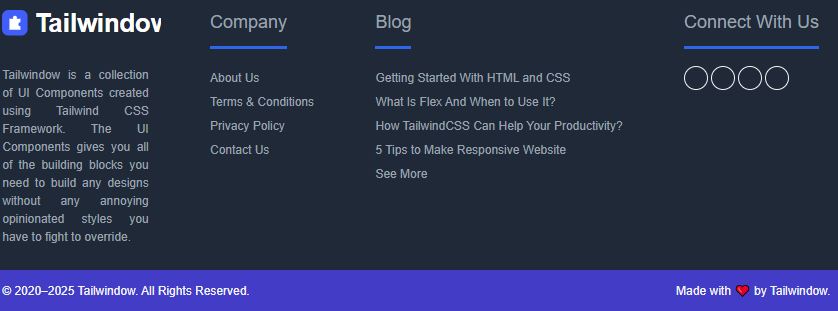 Tailwindow
Tailwindow is a collection
of UI Components created
using Tailwind CSS
Framework. The UI
Components gives you all
of the building blocks you
need to build any designs
without any annoying
opinionated styles you
have to fight to override.
Company
About Us
Terms & Conditions
Privacy Policy
Contact Us
Blog
Getting Started With HTML and CSS
What Is Flex And When to Use It?
How TailwindCSS Can Help Your Productivity?
5 Tips to Make Responsive Website
See More
Connect With Us
© 2020–2025 Tailwindow. All Rights Reserved.
Made with ❤️ by Tailwindow.